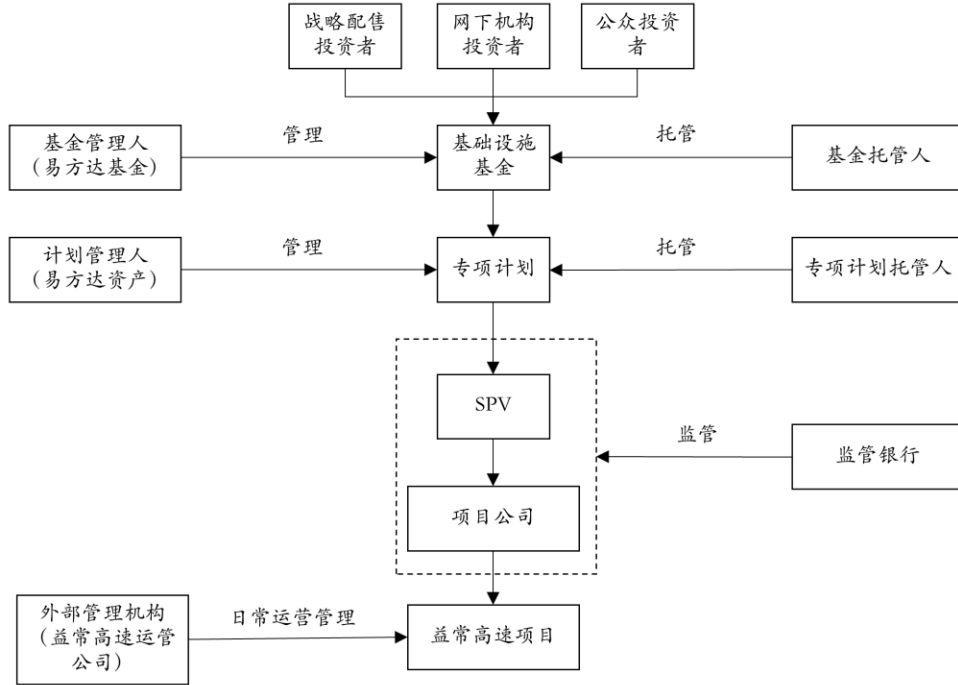 战略配售
投资者
网下机构
投资者
公众投资
者
基金管理人
（易方达基金）
管理
基础设施
基金
托管
基金托管人
计划管理人
（易方达资产）
管理
专项计划
托管
专项计划托管人
SPV
监管
监管银行
项目公司
外部管理机构
（益常高速运管
公司）
日常运营管理
益常高速项目